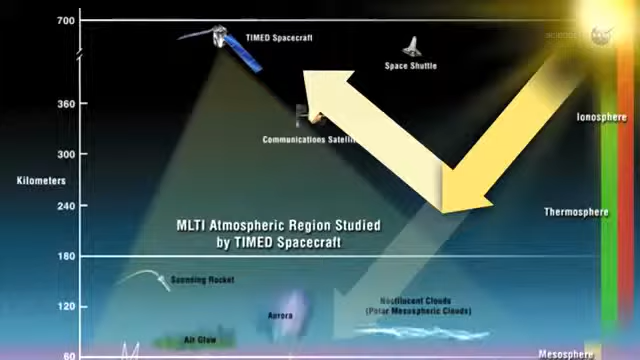 700
TIMED Spacecraft
Space Shuttle
360
Communications
Ionosphere
300
Kilometers
240
Thermosphere
MLTI Atmospheric Region Studied
by TIMED Spacecraft
180
Sounding Rocket
120
Aurora
Noctilucent Clouds
(Polar Mesospheric Clouds)
Air Glow
60
Mesosphere